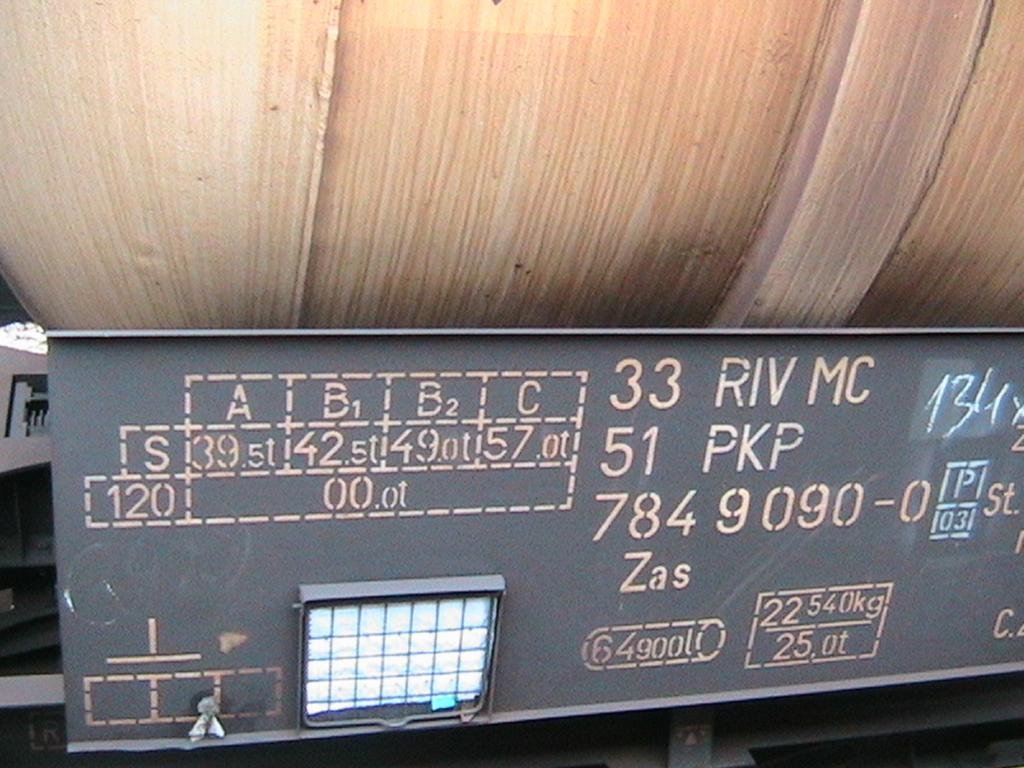 A B1 B2 C
S 39.5t 42.5t 49.0t 57.0t
120 00.0t
33 RIV MC
51 PKP
784 9 090-0
P
03
St.
Zas
22 540kg
25.0t
64900l
R